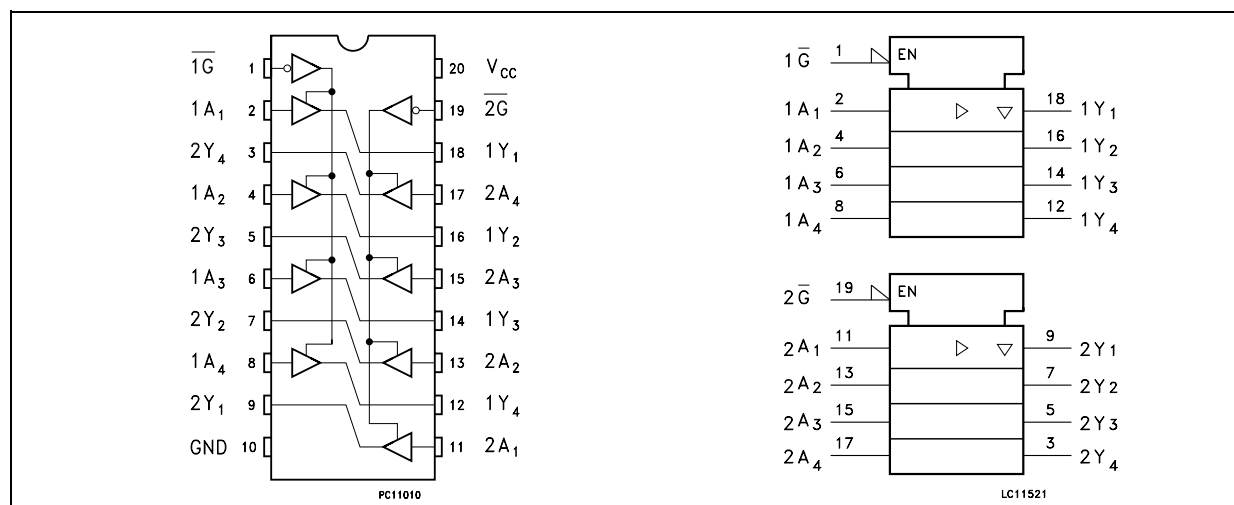 1G̅ 1 20 VCC
1A1 2 19 2G̅
2Y4 3 18 1Y1
1A2 4 17 2A4
2Y3 5 16 1Y2
1A3 6 15 2A3
2Y2 7 14 1Y3
1A4 8 13 2A2
2Y1 9 12 1Y4
GND 10 11 2A1
PC11010
1G̅ 1 EN
1A1 2 18 1Y1
1A2 4 16 1Y2
1A3 6 14 1Y3
1A4 8 12 1Y4
2G̅ 19 EN
2A1 11 9 2Y1
2A2 13 7 2Y2
2A3 15 5 2Y3
2A4 17 3 2Y4
LC11521